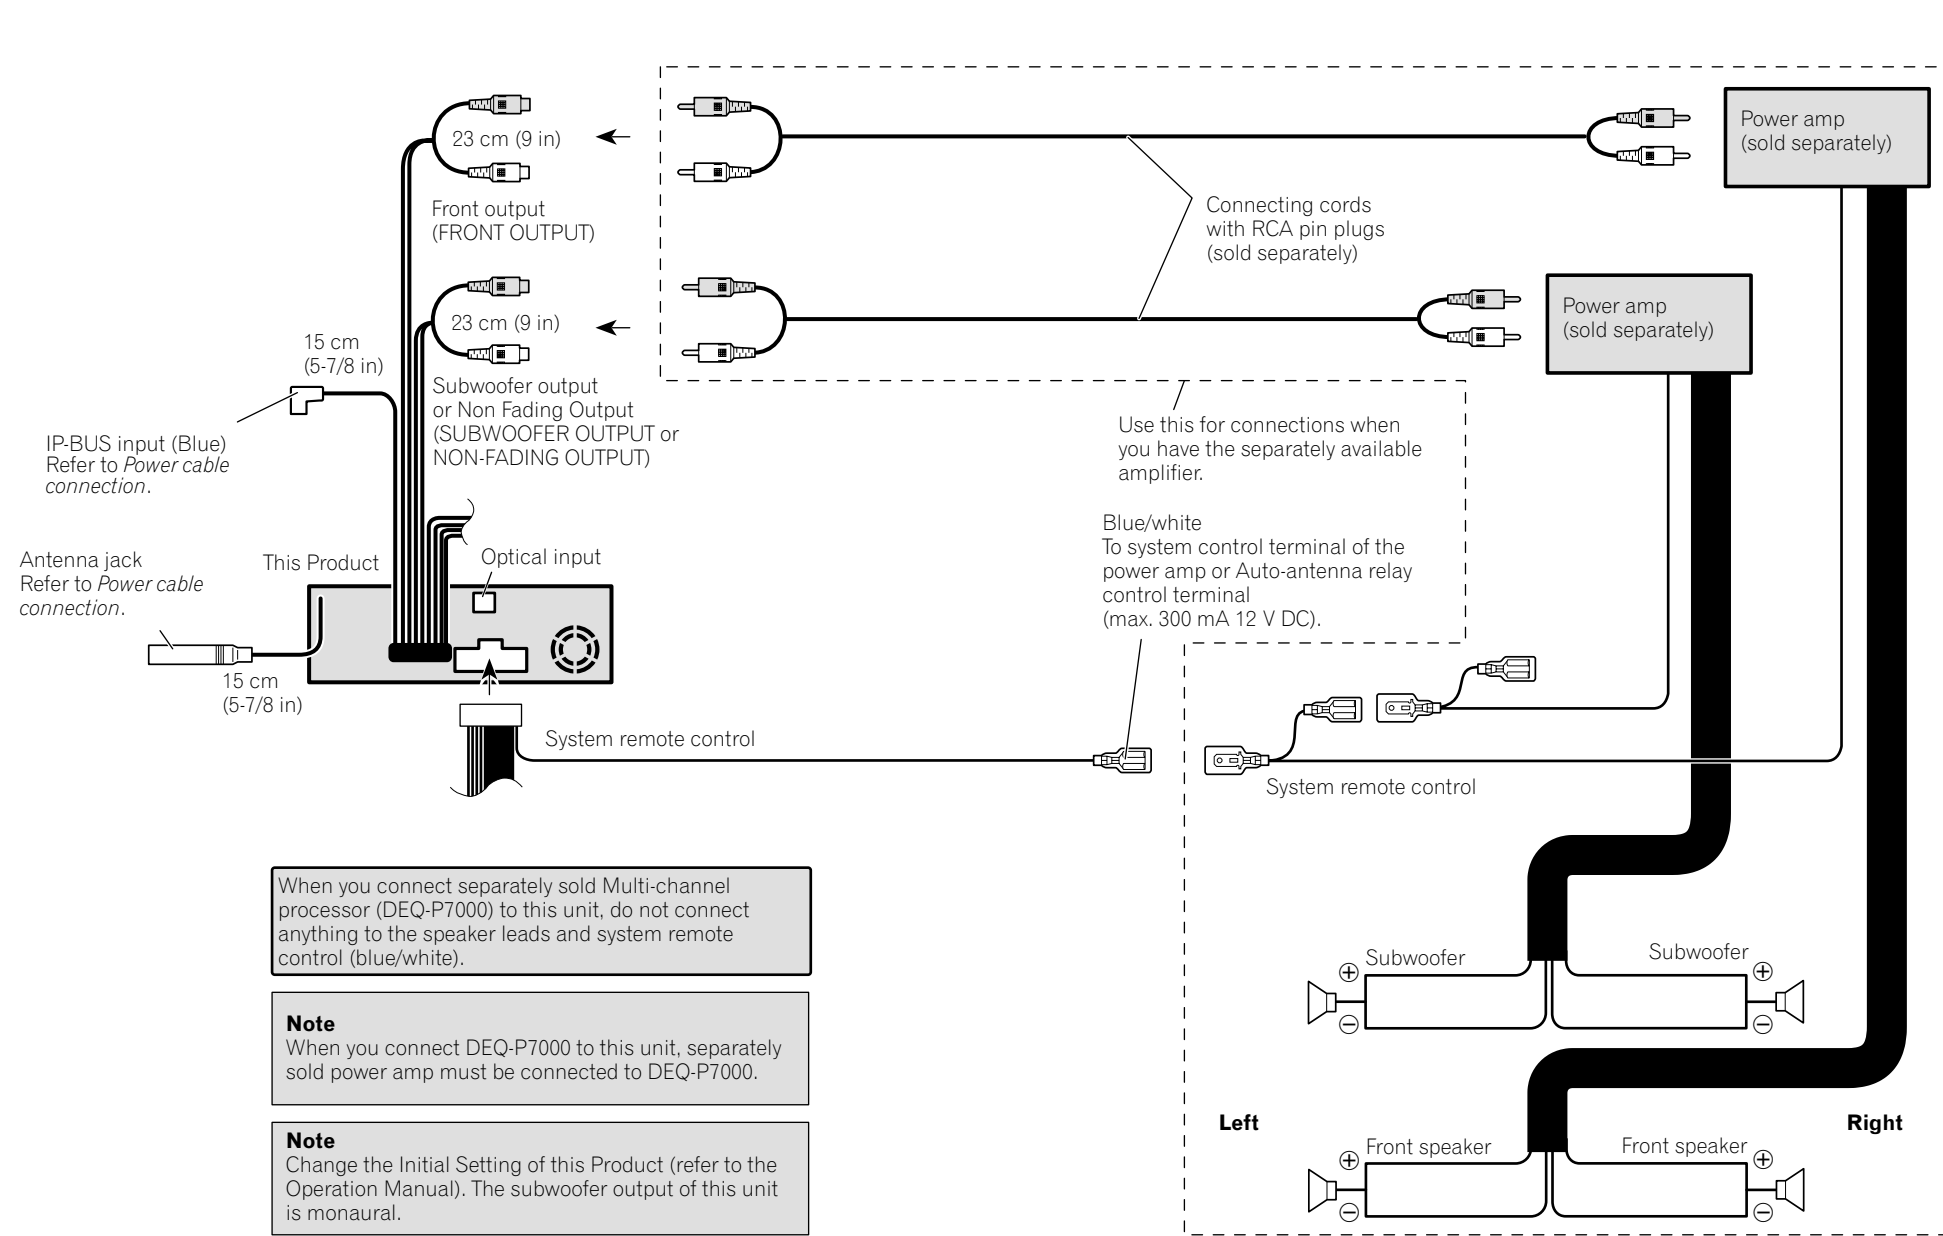 23 cm (9 in)
Front output
(FRONT OUTPUT)
Connecting cords
with RCA pin plugs
(sold separately)
Power amp
(sold separately)
23 cm (9 in)
Subwoofer output
or Non Fading Output
(SUBWOOFER OUTPUT or
NON-FADING OUTPUT)
Power amp
(sold separately)
15 cm
(5-7/8 in)
IP-BUS input (Blue)
Refer to Power cable
connection.
Use this for connections when
you have the separately available
amplifier.
Antenna jack
Refer to Power cable
connection.
This Product
Optical input
Blue/white
To system control terminal of the
power amp or Auto-antenna relay
control terminal
(max. 300 mA 12 V DC).
15 cm
(5-7/8 in)
System remote control
System remote control
When you connect separately sold Multi-channel
processor (DEQ-P7000) to this unit, do not connect
anything to the speaker leads and system remote
control (blue/white).
Note
When you connect DEQ-P7000 to this unit, separately
sold power amp must be connected to DEQ-P7000.
Note
Change the Initial Setting of this Product (refer to the
Operation Manual). The subwoofer output of this unit
is monaural.
Subwoofer
+
−
Subwoofer
+
−
Left
Right
Front speaker
+
−
Front speaker
+
−